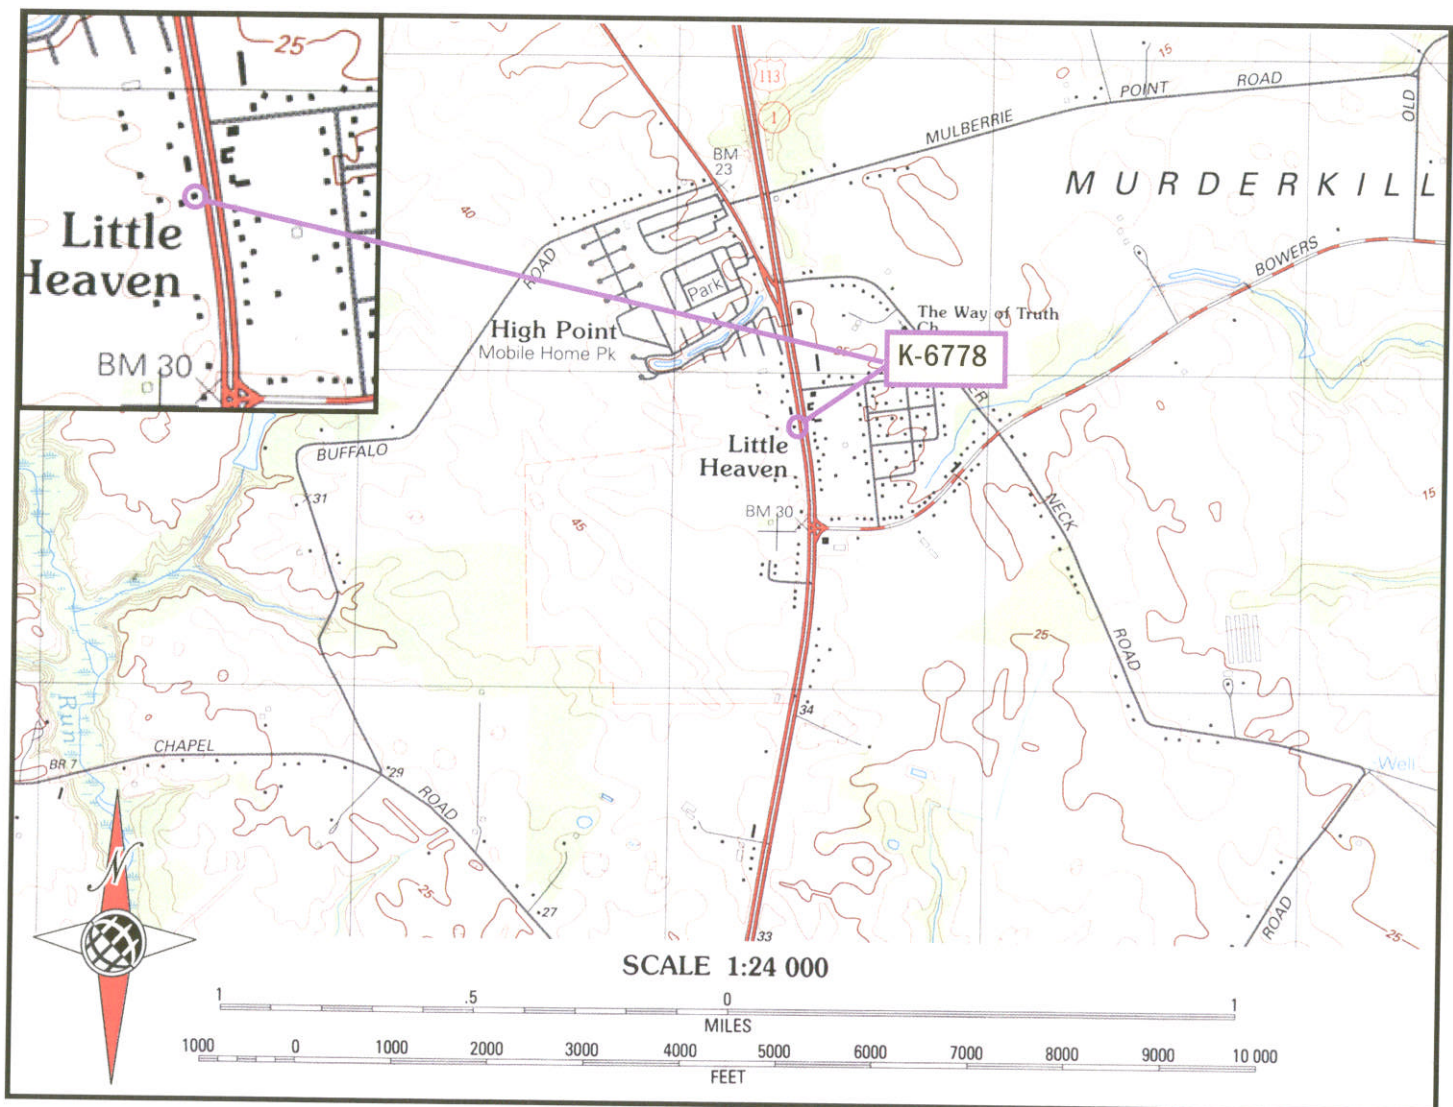 25
Little
Heaven
BM 30
113
1
15
MULBERRIE
POINT
ROAD
OLD
BM
23
MURDERKILL
40
ROAD
BOWERS
Park
High Point
Mobile Home Pk
The Way of Truth
Ch
25
K-6778
R
Little
Heaven
BUFFALO
31
45
BM 30
NECK
15
ROAD
25
Run
34
CHAPEL
BR 7
29
ROAD
Well
25
27
ROAD
25
33
N
SCALE 1:24 000
1 .5 0 1
MILES
1000 0 1000 2000 3000 4000 5000 6000 7000 8000 9000 10 000
FEET